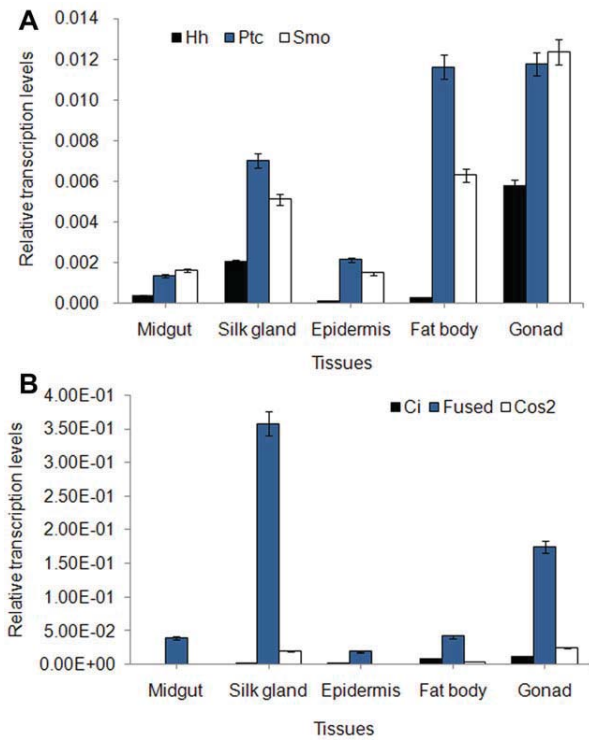 A
Hh Ptc Smo
Relative transcription levels
0.014
0.012
0.010
0.008
0.006
0.004
0.002
0.000
Midgut Silk gland Epidermis Fat body Gonad
Tissues
B
Ci Fused Cos2
Relative transcription levels
4.00E-01
3.50E-01
3.00E-01
2.50E-01
2.00E-01
1.50E-01
1.00E-01
5.00E-02
0.00E+00
Midgut Silk gland Epidermis Fat body Gonad
Tissues